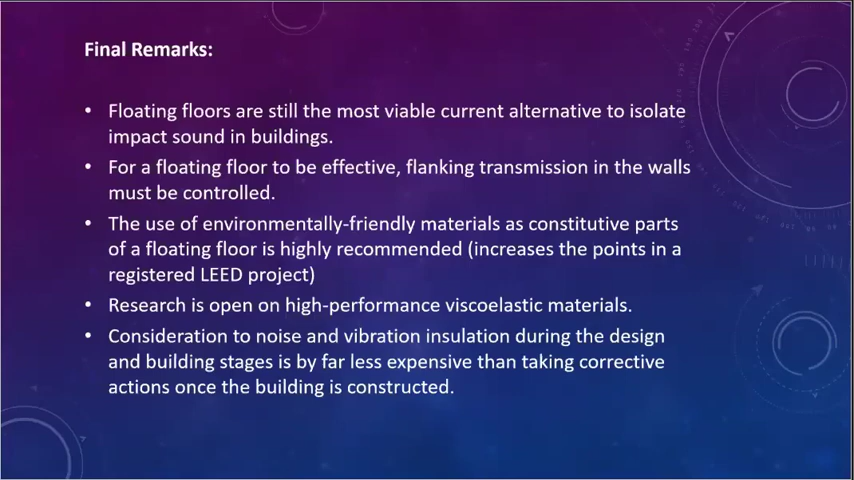 Final Remarks:
• Floating floors are still the most viable current alternative to isolate
impact sound in buildings.
• For a floating floor to be effective, flanking transmission in the walls
must be controlled.
• The use of environmentally-friendly materials as constitutive parts
of a floating floor is highly recommended (increases the points in a
registered LEED project)
• Research is open on high-performance viscoelastic materials.
• Consideration to noise and vibration insulation during the design
and building stages is by far less expensive than taking corrective
actions once the building is constructed.